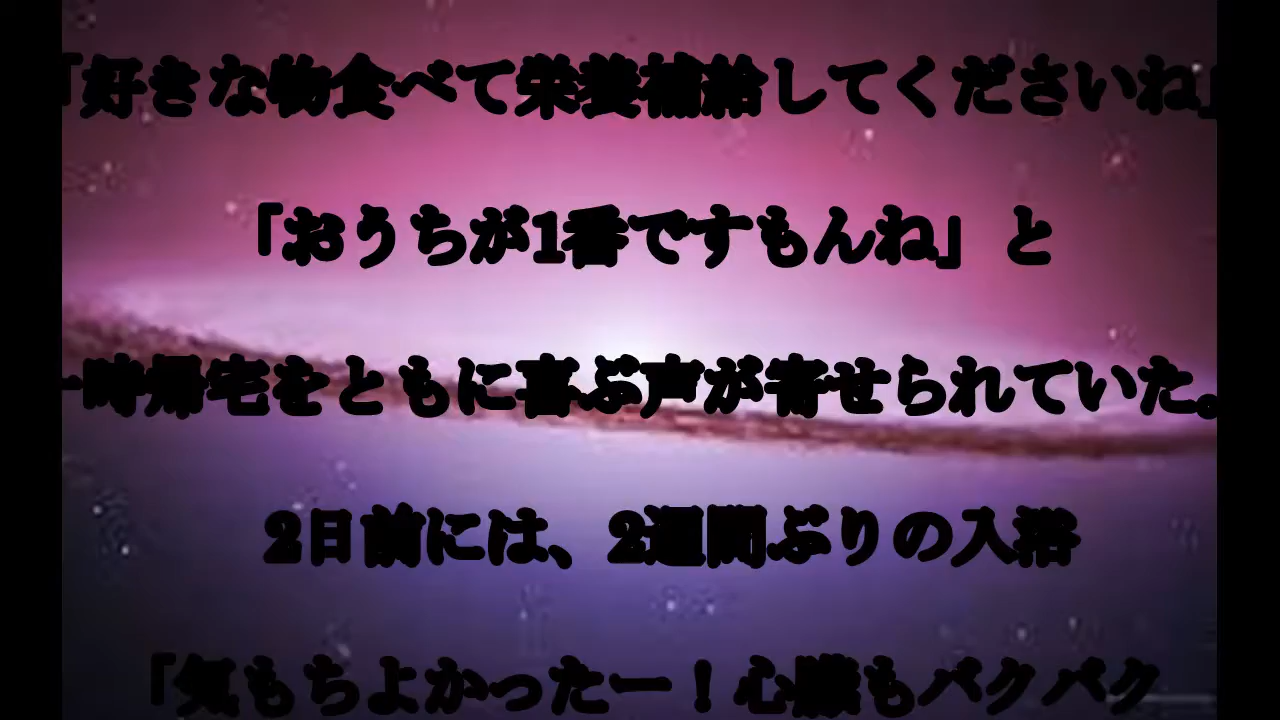 「好きな物食べて栄養補給してくださいね」
「おうちが1番ですもんね」と
一時帰宅をともに喜ぶ声が寄せられていた。
2日前には、2週間ぶりの入浴
「気もちよかったー！心臓もバクバク